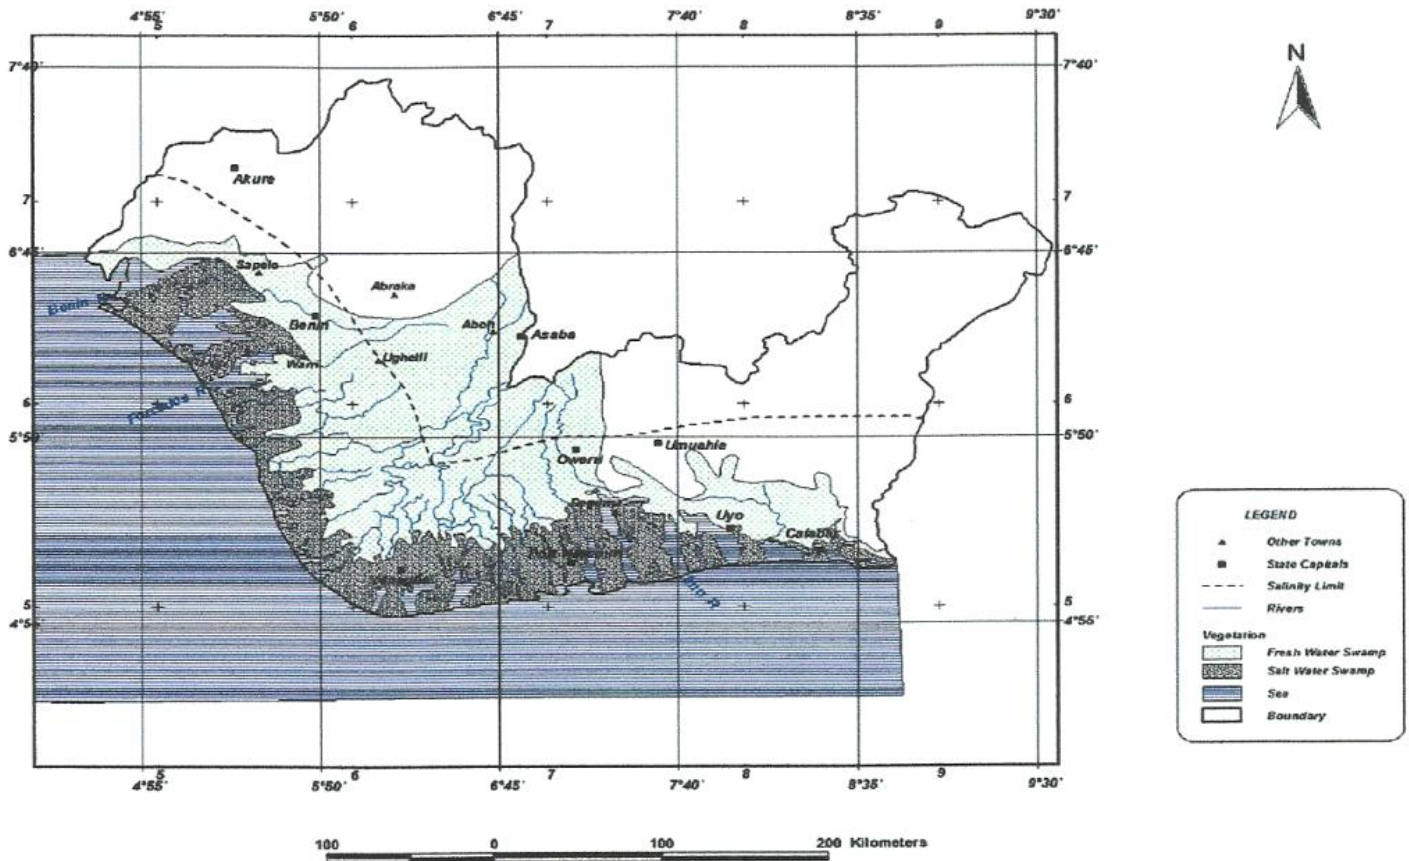 4°55' 5°50' 6°45' 7°40' 8°35' 9°30'
5 6 7 8 9
N
7°40' 7°40'
Akure
7 7
6°45' 6°45'
Sapelo
Abraka
Benin
Benin
Aboh
Asaba
Warri
Ughelli
6 6
Forcados R
5°50' 5°50'
Umuahia
Owerri
Uyo
Calabar
Imo R
5 5
4°55' 4°55'
4°55' 5°50' 6°45' 7°40' 8°35' 9°30'
5 6 7 8 9
LEGEND
Other Towns
State Capitals
Salinity Limit
Rivers
Vegetation
Fresh Water Swamp
Salt Water Swamp
Sea
Boundary
100 0 100 200 Kilometers